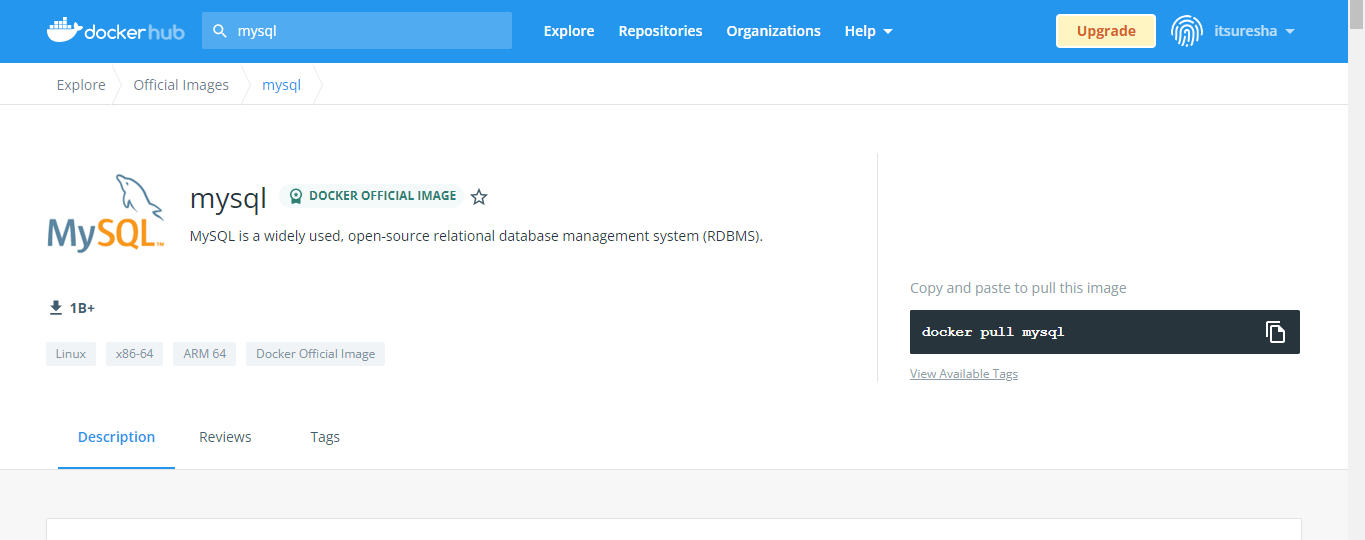 docker hub
mysql
Explore
Repositories
Organizations
Help
Upgrade
itsuresha
Explore
Official Images
mysql
MySQL™
mysql
DOCKER OFFICIAL IMAGE
MySQL is a widely used, open-source relational database management system (RDBMS).
1B+
Linux
x86-64
ARM 64
Docker Official Image
Copy and paste to pull this image
docker pull mysql
View Available Tags
Description
Reviews
Tags